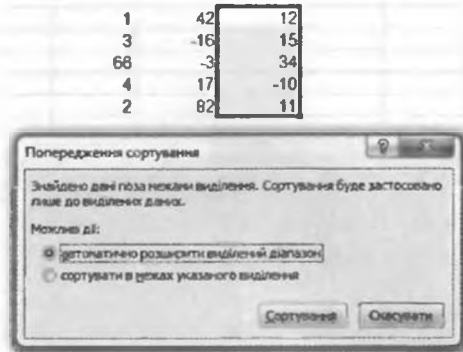 1 42 12
3 -16 15
66 -3 34
4 17 -10
2 82 11
Попередження сортування
Знайдено дані поза межами виділення. Сортування буде застосовано
лише до виділених даних.
Можливі дії:
автоматично розширити виділений діапазон
сортувати в межах указаного виділення
Сортування Скасувати